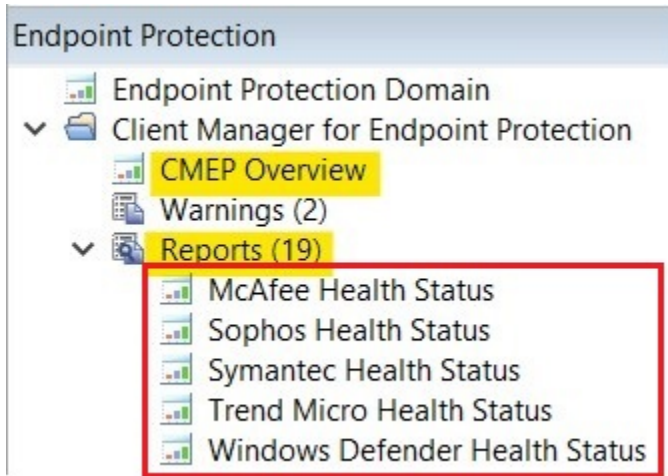 Endpoint Protection
Endpoint Protection Domain
Client Manager for Endpoint Protection
CMEP Overview
Warnings (2)
Reports (19)
McAfee Health Status
Sophos Health Status
Symantec Health Status
Trend Micro Health Status
Windows Defender Health Status